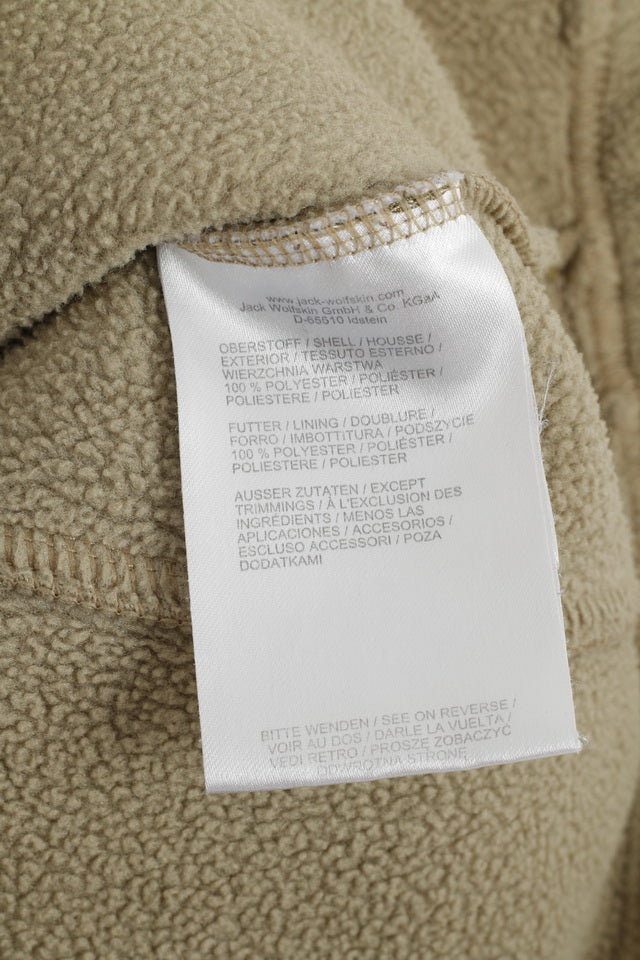 www.jack-wolfskin.com
Jack Wolfskin GmbH & Co. KGaA
D-65510 Idstein
OBERSTOFF / SHELL / HOUSSE /
EXTERIOR / TESSUTO ESTERNO /
WIERZCHNIA WARSTWA
100 % POLYESTER / POLIÉSTER /
POLIESTERE / POLIESTER
FUTTER / LINING / DOUBLURE /
FORRO / IMBOTTITURA / PODSZYCIE
100 % POLYESTER / POLIÉSTER /
POLIESTERE / POLIESTER
AUSSER ZUTATEN / EXCEPT
TRIMMINGS / À L'EXCLUSION DES
INGRÉDIENTS / MENOS LAS
APLICACIONES / ACCESORIOS /
ESCLUSO ACCESSORI / POZA
DODATKAMI
BITTE WENDEN / SEE ON REVERSE /
VOIR AU DOS / DARLE LA VUELTA /
VEDI RETRO / PROSZE ZOBACZYĆ
ODWROTNA STRONE